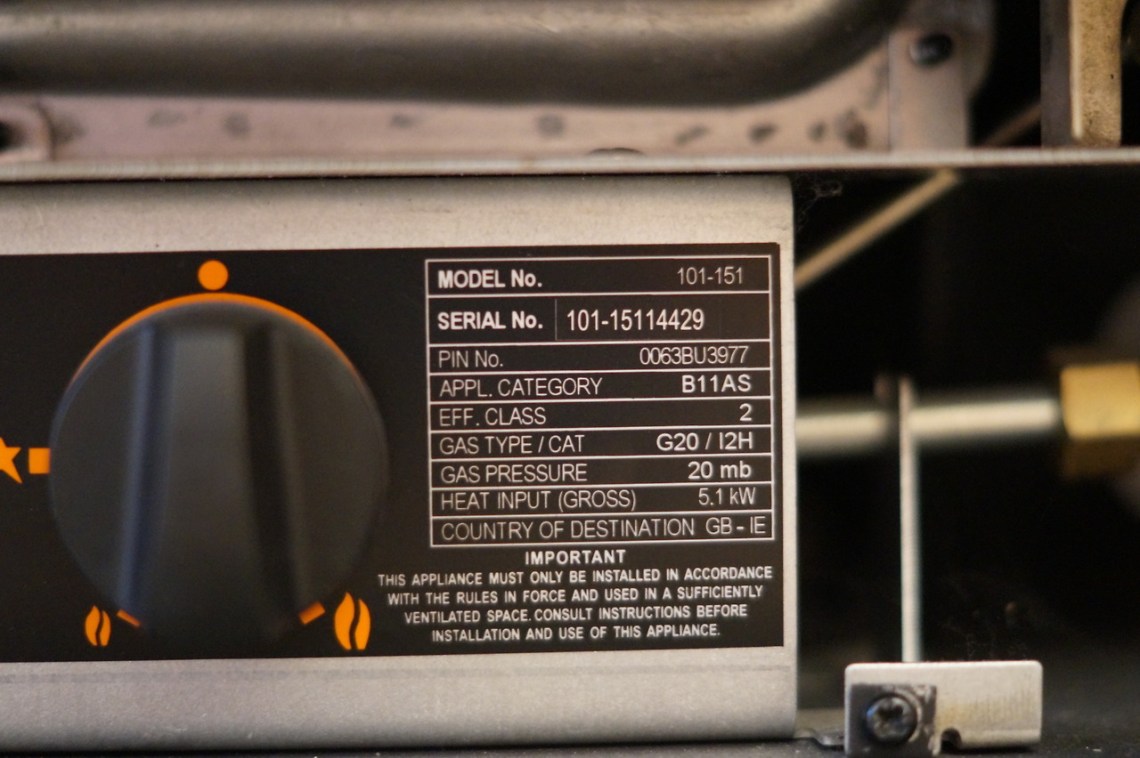 MODEL No. 101-151
SERIAL No. 101-15114429
PIN No. 0063BU3977
APPL. CATEGORY B11AS
EFF. CLASS 2
GAS TYPE / CAT G20 / I2H
GAS PRESSURE 20 mb
HEAT INPUT (GROSS) 5.1 kW
COUNTRY OF DESTINATION GB - IE
IMPORTANT
THIS APPLIANCE MUST ONLY BE INSTALLED IN ACCORDANCE
WITH THE RULES IN FORCE AND USED IN A SUFFICIENTLY
VENTILATED SPACE. CONSULT INSTRUCTIONS BEFORE
INSTALLATION AND USE OF THIS APPLIANCE.